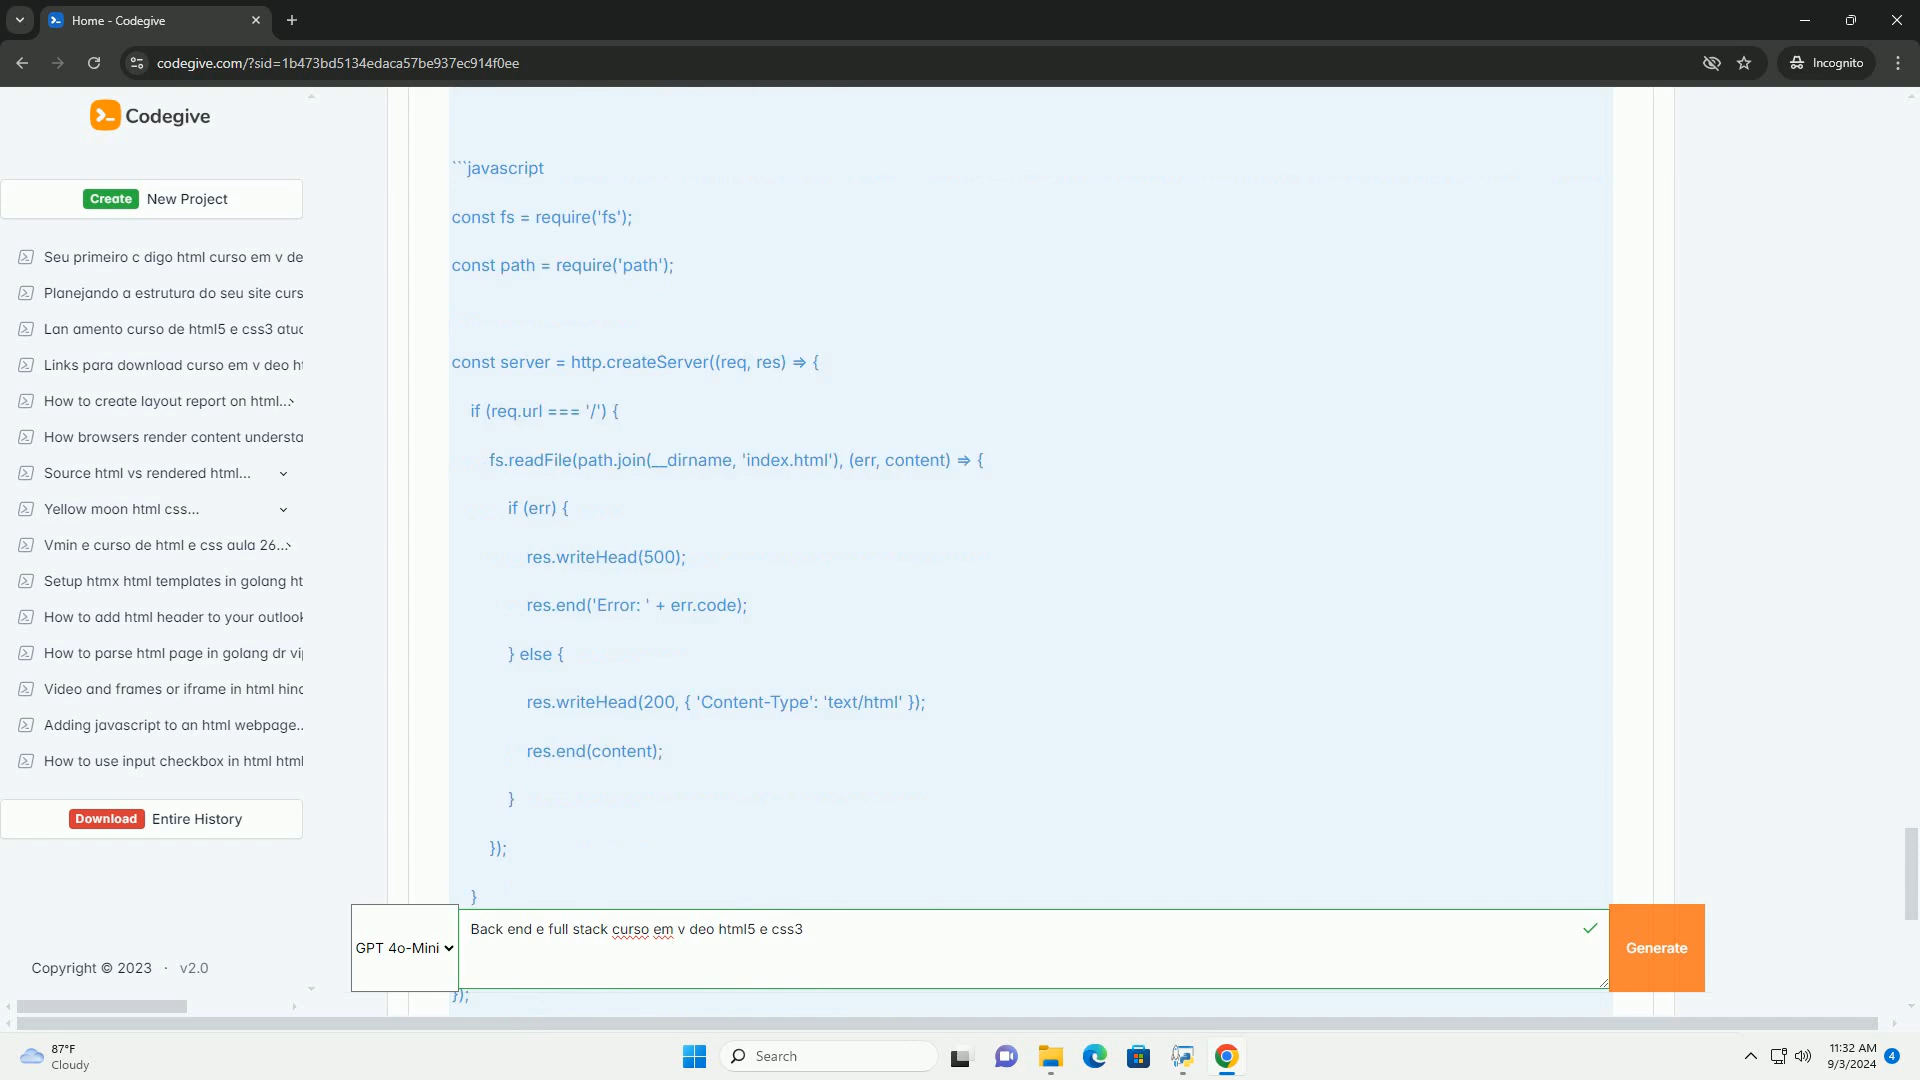 Home - Codegive
codegive.com/?sid=1b473bd5134edaca57be937ec914f0ee
Incognito
Codegive
Create New Project
Seu primeiro c digo html curso em v de
Planejando a estrutura do seu site curs
Lan amento curso de html5 e css3 atua
Links para download curso em v deo ht
How to create layout report on html...
How browsers render content understa
Source html vs rendered html...
Yellow moon html css...
Vmin e curso de html e css aula 26...
Setup htmx html templates in golang ht
How to add html header to your outlook
How to parse html page in golang dr vi
Video and frames or iframe in html hind
Adding javascript to an html webpage..
How to use input checkbox in html html
Download Entire History
Copyright © 2023 · v2.0
```javascript
const fs = require('fs');
const path = require('path');
const server = http.createServer((req, res) => {
if (req.url === '/') {
fs.readFile(path.join(__dirname, 'index.html'), (err, content) => {
if (err) {
res.writeHead(500);
res.end('Error: ' + err.code);
} else {
res.writeHead(200, { 'Content-Type': 'text/html' });
res.end(content);
}
});
}
});
GPT 4o-Mini
Back end e full stack curso em v deo html5 e css3
Generate
87°F
Cloudy
Search
11:32 AM
9/3/2024
4